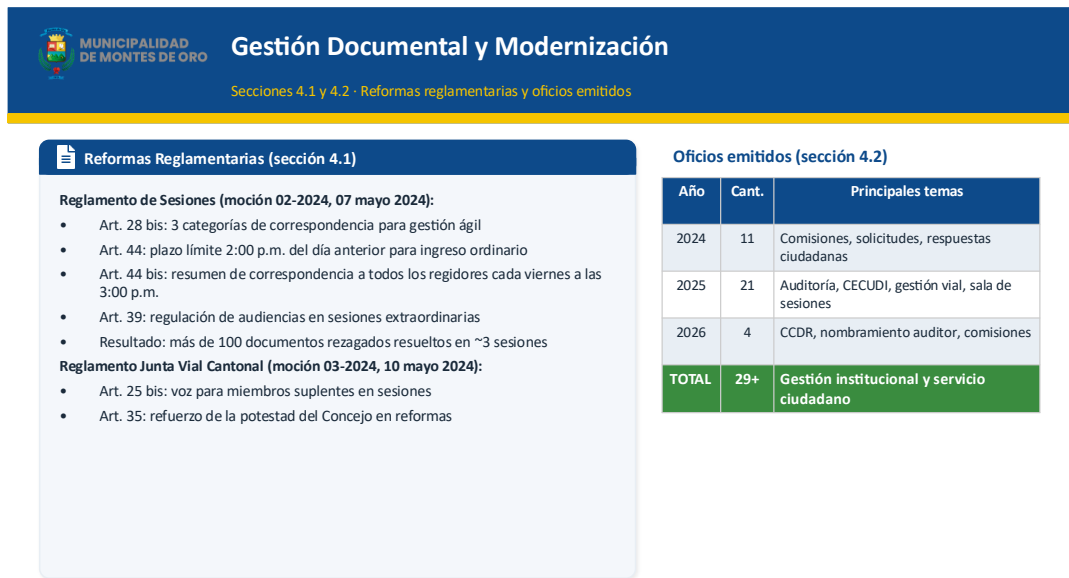 MUNICIPALIDAD
DE MONTES DE ORO
Gestión Documental y Modernización
Secciones 4.1 y 4.2 · Reformas reglamentarias y oficios emitidos
Reformas Reglamentarias (sección 4.1)
Reglamento de Sesiones (moción 02-2024, 07 mayo 2024):
• Art. 28 bis: 3 categorías de correspondencia para gestión ágil
• Art. 44: plazo límite 2:00 p.m. del día anterior para ingreso ordinario
• Art. 44 bis: resumen de correspondencia a todos los regidores cada viernes a las
3:00 p.m.
• Art. 39: regulación de audiencias en sesiones extraordinarias
• Resultado: más de 100 documentos rezagados resueltos en ~3 sesiones
Reglamento Junta Vial Cantonal (moción 03-2024, 10 mayo 2024):
• Art. 25 bis: voz para miembros suplentes en sesiones
• Art. 35: refuerzo de la potestad del Concejo en reformas
Oficios emitidos (sección 4.2)
Año Cant. Principales temas
2024 11 Comisiones, solicitudes, respuestas
ciudadanas
2025 21 Auditoría, CECUDI, gestión vial, sala de
sesiones
2026 4 CCDR, nombramiento auditor, comisiones
TOTAL 29+ Gestión institucional y servicio
ciudadano